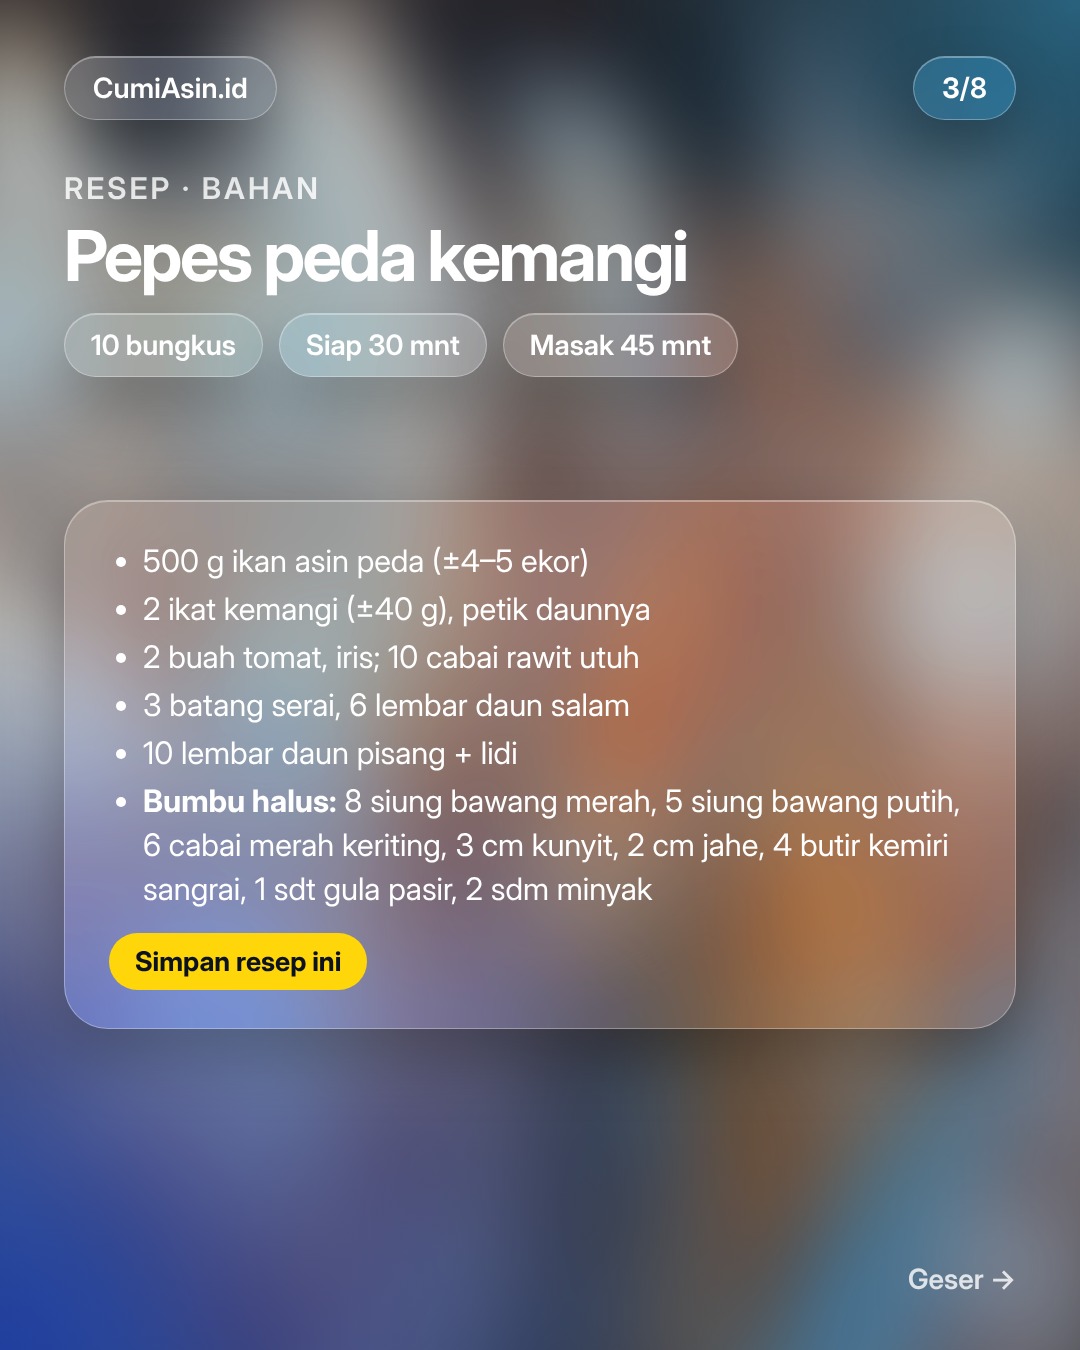 CumiAsin.id
3/8
RESEP · BAHAN
Pepes peda kemangi
10 bungkus
Siap 30 mnt
Masak 45 mnt
• 500 g ikan asin peda (±4–5 ekor)
• 2 ikat kemangi (±40 g), petik daunnya
• 2 buah tomat, iris; 10 cabai rawit utuh
• 3 batang serai, 6 lembar daun salam
• 10 lembar daun pisang + lidi
• Bumbu halus: 8 siung bawang merah, 5 siung bawang putih,
6 cabai merah keriting, 3 cm kunyit, 2 cm jahe, 4 butir kemiri
sangrai, 1 sdt gula pasir, 2 sdm minyak
Simpan resep ini
Geser →